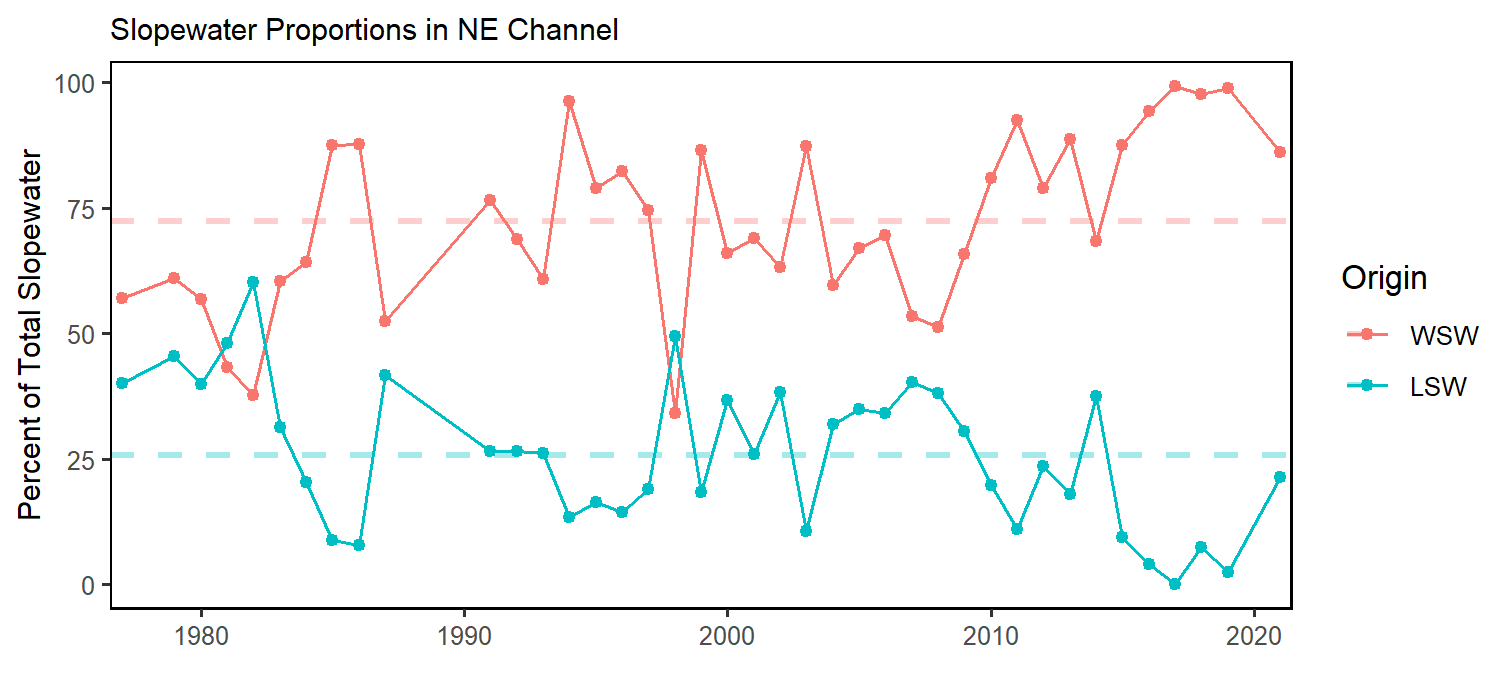 Slopewater Proportions in NE Channel
Percent of Total Slopewater
100
75
50
25
0
1980
1990
2000
2010
2020
Origin
WSW
LSW